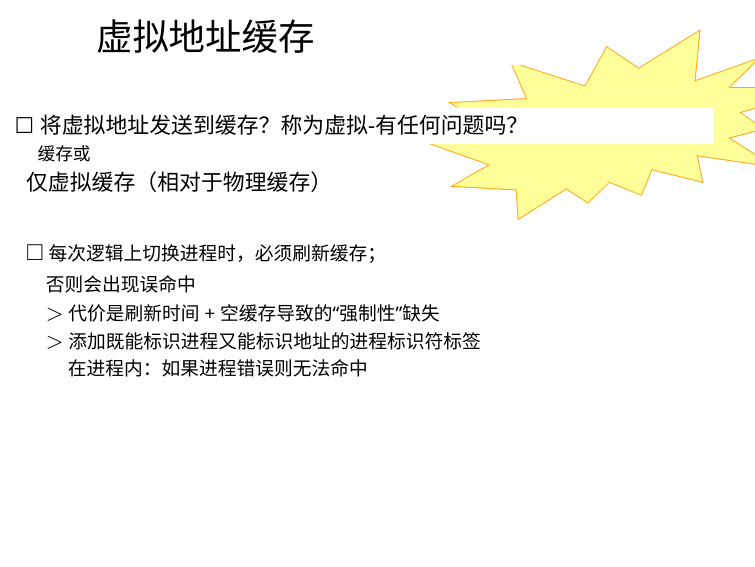 虚拟地址缓存
□ 将虚拟地址发送到缓存？称为虚拟-有任何问题吗？
缓存或
仅虚拟缓存（相对于物理缓存）
□ 每次逻辑上切换进程时，必须刷新缓存；
否则会出现误命中
＞ 代价是刷新时间 + 空缓存导致的“强制性”缺失
＞ 添加既能标识进程又能标识地址的进程标识符标签
在进程内：如果进程错误则无法命中